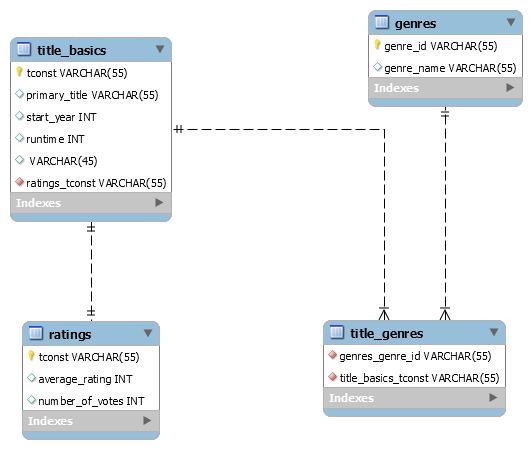 title_basics
tconst VARCHAR(55)
primary_title VARCHAR(55)
start_year INT
runtime INT
VARCHAR(45)
ratings_tconst VARCHAR(55)
Indexes
genres
genre_id VARCHAR(55)
genre_name VARCHAR(55)
Indexes
ratings
tconst VARCHAR(55)
average_rating INT
number_of_votes INT
Indexes
title_genres
genres_genre_id VARCHAR(55)
title_basics_tconst VARCHAR(55)
Indexes